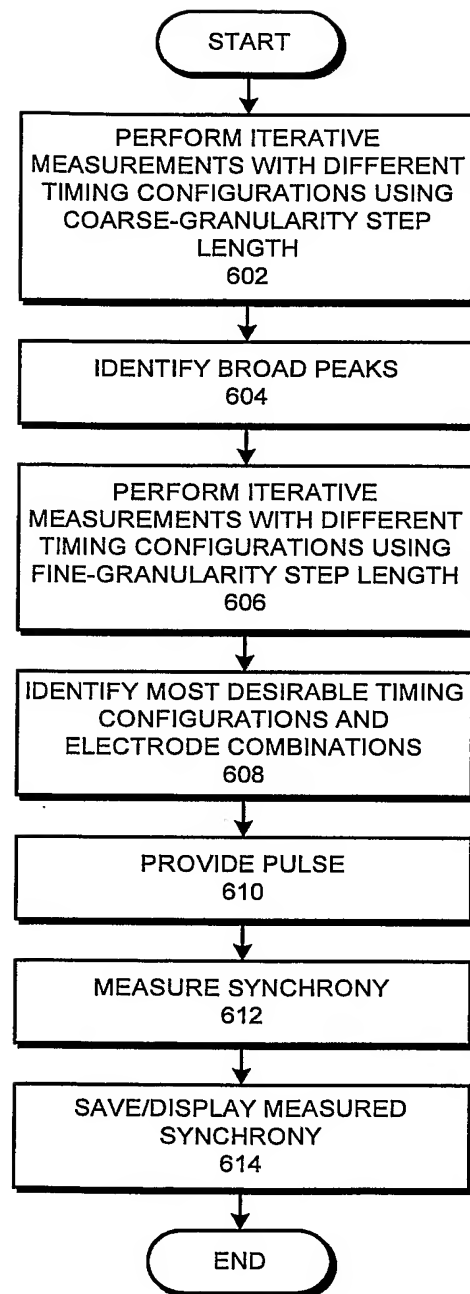 START
PERFORM ITERATIVE
MEASUREMENTS WITH DIFFERENT
TIMING CONFIGURATIONS USING
COARSE-GRANULARITY STEP
LENGTH
602
IDENTIFY BROAD PEAKS
604
PERFORM ITERATIVE
MEASUREMENTS WITH DIFFERENT
TIMING CONFIGURATIONS USING
FINE-GRANULARITY STEP LENGTH
606
IDENTIFY MOST DESIRABLE TIMING
CONFIGURATIONS AND
ELECTRODE COMBINATIONS
608
PROVIDE PULSE
610
MEASURE SYNCHRONY
612
SAVE/DISPLAY MEASURED
SYNCHRONY
614
END